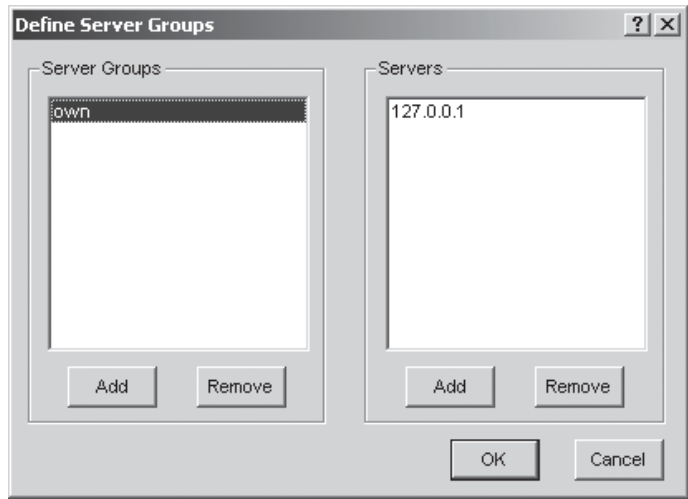 Define Server Groups
Server Groups
own
Add
Remove
Servers
127.0.0.1
Add
Remove
OK
Cancel